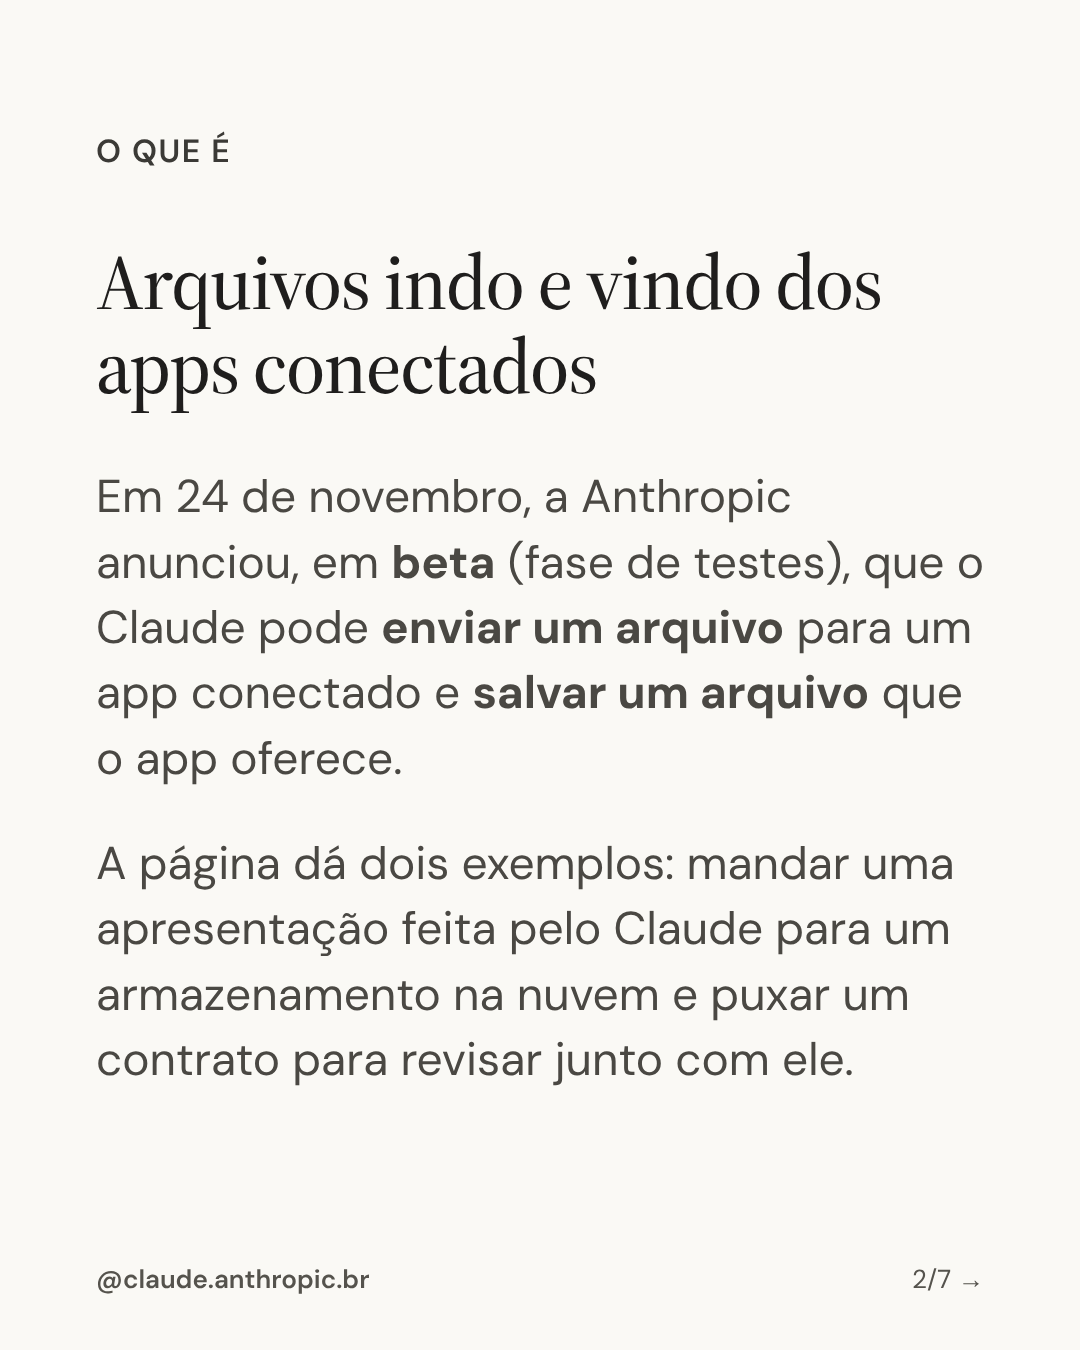 O QUE É
Arquivos indo e vindo dos
apps conectados
Em 24 de novembro, a Anthropic
anunciou, em beta (fase de testes), que o
Claude pode enviar um arquivo para um
app conectado e salvar um arquivo que
o app oferece.
A página dá dois exemplos: mandar uma
apresentação feita pelo Claude para um
armazenamento na nuvem e puxar um
contrato para revisar junto com ele.
@claude.anthropic.br
2/7 →